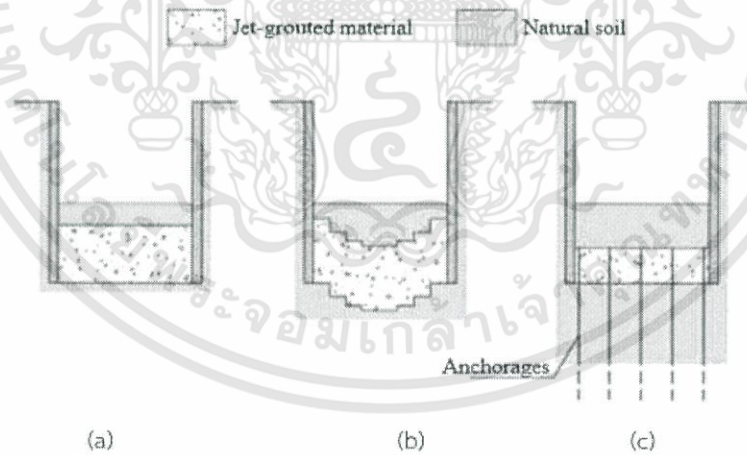 Jet-grouted material
Natural soil
Anchorages
(a)
(b)
(c)